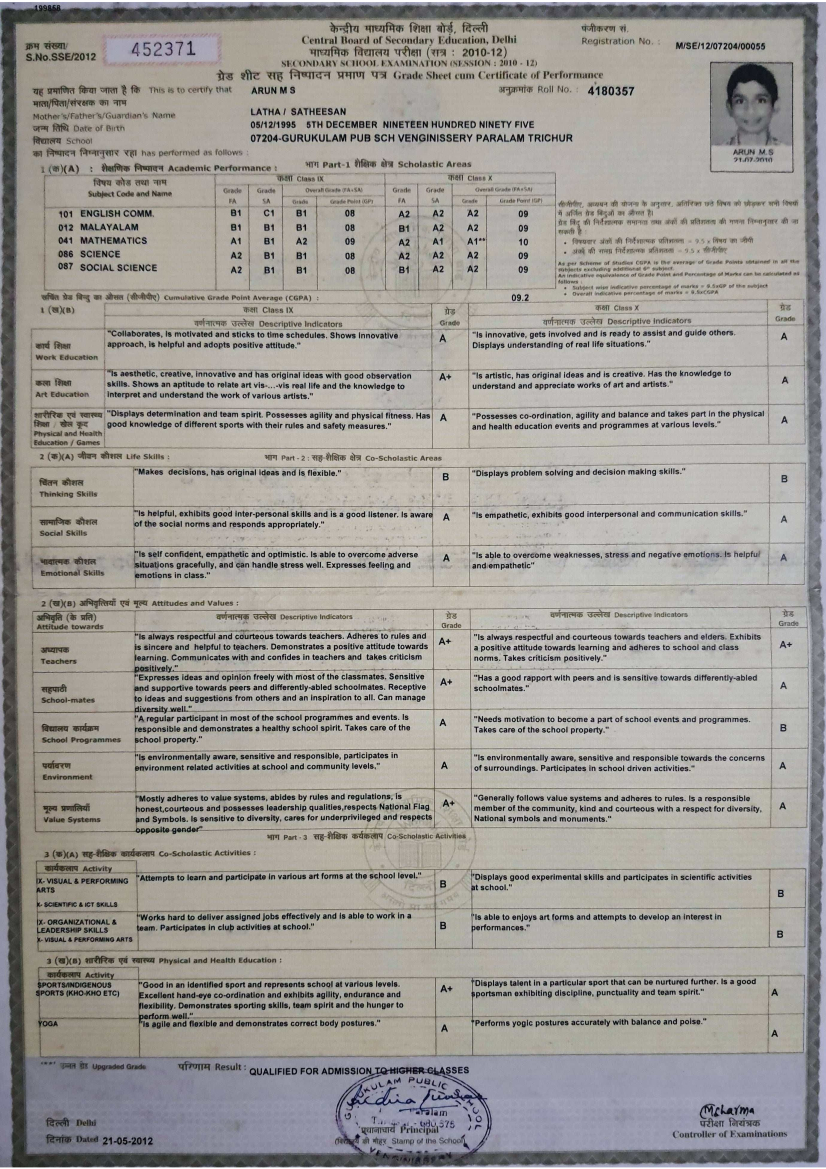 199858
केन्द्रीय माध्यमिक शिक्षा बोर्ड, दिल्ली
Central Board of Secondary Education, Delhi
माध्यमिक विद्यालय परीक्षा (सत्र : 2010-12)
SECONDARY SCHOOL EXAMINATION (SESSION : 2010 - 12)
ग्रेड शीट सह निष्पादन प्रमाण पत्र Grade Sheet cum Certificate of Performance
क्रम संख्या/
S.No.SSE/2012 452371
पंजीकरण सं.
Registration No. : M/SE/12/07204/00055
यह प्रमाणित किया जाता है कि This is to certify that ARUN M S
अनुक्रमांक Roll No. : 4180357
माता/पिता/संरक्षक का नाम
Mother's/Father's/Guardian's Name LATHA / SATHEESAN
जन्म तिथि Date of Birth 05/12/1995 5TH DECEMBER NINETEEN HUNDRED NINETY FIVE
विद्यालय School 07204-GURUKULAM PUB SCH VENGINISSERY PARALAM TRICHUR
का निष्पादन निम्नानुसार रहा has performed as follows :
ARUN M.S
21-07-2010
भाग Part-1 शैक्षिक क्षेत्र Scholastic Areas
1 (क)(A) : शैक्षणिक निष्पादन Academic Performance :
विषय कोड तथा नाम
Subject Code and Name
कक्षा Class IX
कक्षा Class X
Grade FA Grade SA Overall Grade (FA+SA) Grade Grade Point (GP)
Grade FA Grade SA Overall Grade (FA+SA) Grade Grade Point (GP)
101 ENGLISH COMM. B1 C1 B1 08 A2 A2 A2 09
012 MALAYALAM B1 B1 B1 08 B1 A2 A2 09
041 MATHEMATICS A1 B1 A2 09 A2 A1 A1** 10
086 SCIENCE A2 B1 B1 08 A2 A2 A2 09
087 SOCIAL SCIENCE A2 B1 B1 08 B1 A2 A2 09
As per Scheme of Studies CGPA is the average of Grade Points obtained in all the subjects excluding additional 6th subject.
An indicative equivalence of Grade Point and Percentage of Marks can be calculated as follows :
• Subject wise indicative percentage of marks = 9.5xGP of the subject
• Overall indicative percentage of marks = 9.5xCGPA
संचित ग्रेड बिन्दु का औसत (सीजीपीए) Cumulative Grade Point Average (CGPA) : 09.2
1 (ख)(B)
कक्षा Class IX
वर्णनात्मक उल्लेख Descriptive Indicators
ग्रेड
Grade
कक्षा Class X
वर्णनात्मक उल्लेख Descriptive Indicators
ग्रेड
Grade
कार्य शिक्षा
Work Education
"Collaborates, is motivated and sticks to time schedules. Shows innovative
approach, is helpful and adopts positive attitude."
A
"Is innovative, gets involved and is ready to assist and guide others.
Displays understanding of real life situations."
A
कला शिक्षा
Art Education
"Is aesthetic, creative, innovative and has original ideas with good observation
skills. Shows an aptitude to relate art vis-...-vis real life and the knowledge to
interpret and understand the work of various artists."
A+
"Is artistic, has original ideas and is creative. Has the knowledge to
understand and appreciate works of art and artists."
A
शारीरिक एवं स्वास्थ्य
शिक्षा / खेल कूद
Physical and Health
Education / Games
"Displays determination and team spirit. Possesses agility and physical fitness. Has
good knowledge of different sports with their rules and safety measures."
A
"Possesses co-ordination, agility and balance and takes part in the physical
and health education events and programmes at various levels."
A
2 (क)(A) जीवन कौशल Life Skills :
भाग Part - 2 : सह-शैक्षिक क्षेत्र Co-Scholastic Areas
चिंतन कौशल
Thinking Skills
"Makes decisions, has original ideas and is flexible."
B
"Displays problem solving and decision making skills."
B
सामाजिक कौशल
Social Skills
"Is helpful, exhibits good inter-personal skills and is a good listener. Is aware
of the social norms and responds appropriately."
A
"Is empathetic, exhibits good interpersonal and communication skills."
A
भावात्मक कौशल
Emotional Skills
"Is self confident, empathetic and optimistic. Is able to overcome adverse
situations gracefully, and can handle stress well. Expresses feeling and
emotions in class."
A
"Is able to overcome weaknesses, stress and negative emotions. Is helpful
and empathetic"
A
2 (ख)(B) अभिवृत्तियाँ एवं मूल्य Attitudes and Values :
अभिवृति (के प्रति)
Attitude towards
वर्णनात्मक उल्लेख Descriptive Indicators
ग्रेड
Grade
वर्णनात्मक उल्लेख Descriptive Indicators
ग्रेड
Grade
अध्यापक
Teachers
"Is always respectful and courteous towards teachers. Adheres to rules and
is sincere and helpful to teachers. Demonstrates a positive attitude towards
learning. Communicates with and confides in teachers and takes criticism
positively."
A+
"Is always respectful and courteous towards teachers and elders. Exhibits
a positive attitude towards learning and adheres to school and class
norms. Takes criticism positively."
A+
सहपाठी
School-mates
"Expresses ideas and opinion freely with most of the classmates. Sensitive
and supportive towards peers and differently-abled schoolmates. Receptive
to ideas and suggestions from others and an inspiration to all. Can manage
diversity well."
A+
"Has a good rapport with peers and is sensitive towards differently-abled
schoolmates."
A
विद्यालय कार्यक्रम
School Programmes
"A regular participant in most of the school programmes and events. Is
responsible and demonstrates a healthy school spirit. Takes care of the
school property."
A
"Needs motivation to become a part of school events and programmes.
Takes care of the school property."
B
पर्यावरण
Environment
"Is environmentally aware, sensitive and responsible, participates in
environment related activities at school and community levels."
A
"Is environmentally aware, sensitive and responsible towards the concerns
of surroundings. Participates in school driven activities."
A
मूल्य प्रणालियाँ
Value Systems
"Mostly adheres to value systems, abides by rules and regulations, is
honest,courteous and possesses leadership qualities,respects National Flag
and Symbols. Is sensitive to diversity, cares for underprivileged and respects
opposite gender"
A+
"Generally follows value systems and adheres to rules. Is a responsible
member of the community, kind and courteous with a respect for diversity,
National symbols and monuments."
A
भाग Part - 3 सह-शैक्षिक कार्यकलाप Co-Scholastic Activities
3 (क)(A) सह-शैक्षिक कार्यकलाप Co-Scholastic Activities :
कार्यकलाप Activity
IX- VISUAL & PERFORMING
ARTS
X- SCIENTIFIC & ICT SKILLS
"Attempts to learn and participate in various art forms at the school level."
B
"Displays good experimental skills and participates in scientific activities
at school."
B
IX- ORGANIZATIONAL &
LEADERSHIP SKILLS
X- VISUAL & PERFORMING ARTS
"Works hard to deliver assigned jobs effectively and is able to work in a
team. Participates in club activities at school."
B
"Is able to enjoys art forms and attempts to develop an interest in
performances."
B
3 (ख)(B) शारीरिक एवं स्वास्थ्य Physical and Health Education :
कार्यकलाप Activity
SPORTS/INDIGENOUS
SPORTS (KHO-KHO ETC)
"Good in an identified sport and represents school at various levels.
Excellent hand-eye co-ordination and exhibits agility, endurance and
flexibility. Demonstrates sporting skills, team spirit and the hunger to
perform well."
A+
"Displays talent in a particular sport that can be nurtured further. Is a good
sportsman exhibiting discipline, punctuality and team spirit."
A
YOGA
"Is agile and flexible and demonstrates correct body postures."
A
"Performs yogic postures accurately with balance and poise."
A
उन्नत ग्रेड Upgraded Grade
परिणाम Result : QUALIFIED FOR ADMISSION TO HIGHER CLASSES
GURUKULAM PUBLIC SCHOOL
VENGINISSERY
Paralam
प्रधानाचार्य Principal
की मोहर Stamp of the School
दिल्ली Delhi
दिनांक Dated 21-05-2012
परीक्षा नियंत्रक
Controller of Examinations